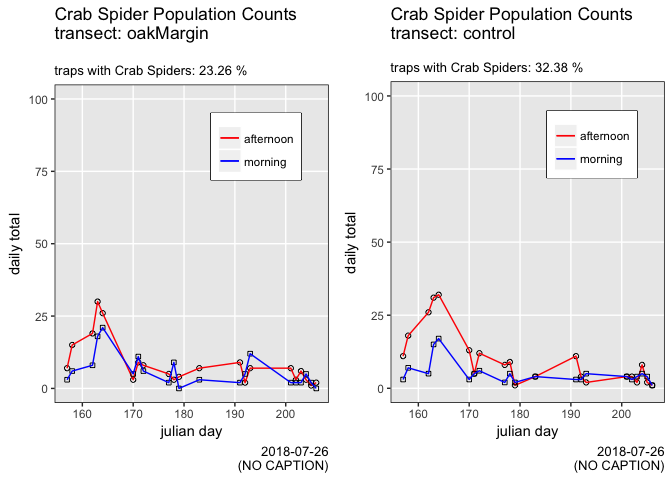 Crab Spider Population Counts
transect: oakMargin
traps with Crab Spiders: 23.26 %
100
75
50
25
0
daily total
afternoon
morning
160
170
180
190
200
julian day
2018-07-26
(NO CAPTION)
Crab Spider Population Counts
transect: control
traps with Crab Spiders: 32.38 %
100
75
50
25
0
daily total
afternoon
morning
160
170
180
190
200
julian day
2018-07-26
(NO CAPTION)